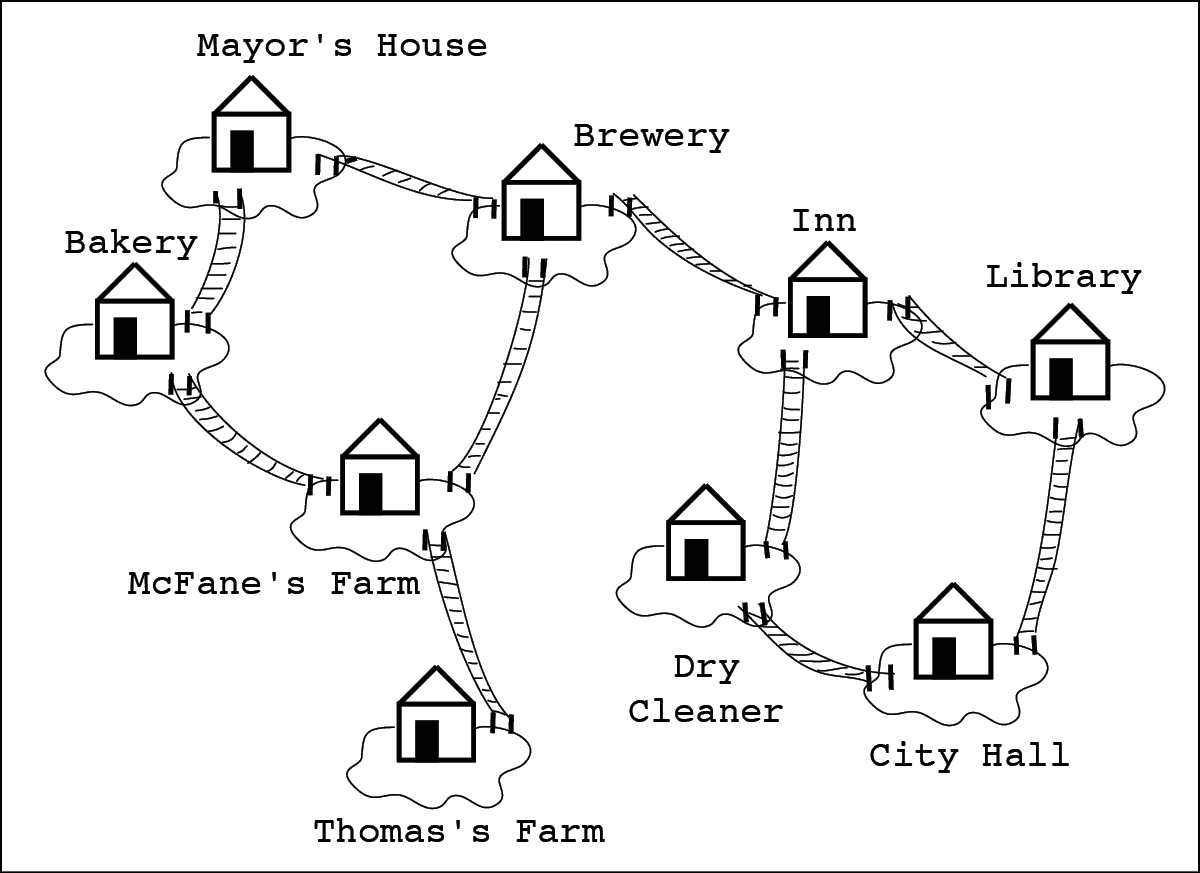 Mayor's House
Brewery
Bakery
Inn
Library
McFane's Farm
Dry
Cleaner
City Hall
Thomas's Farm